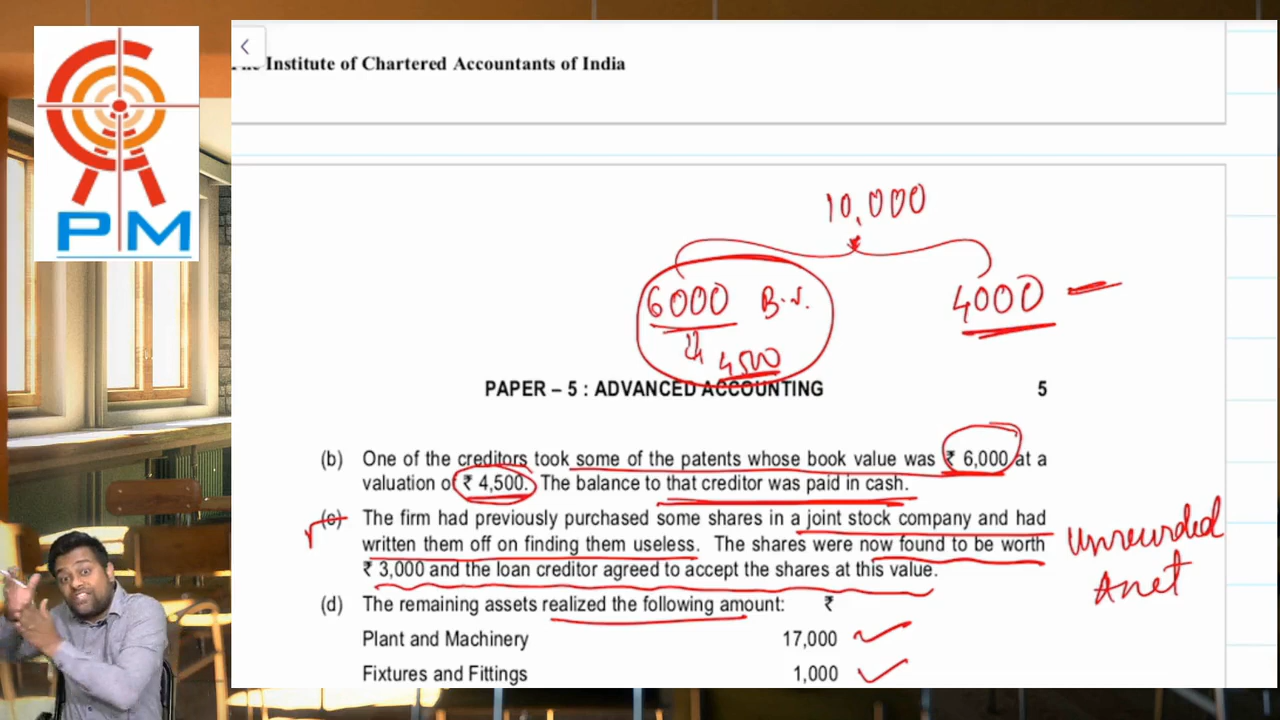 Institute of Chartered Accountants of India
PM
10,000
6000 B.V.
4500
4000
PAPER – 5 : ADVANCED ACCOUNTING 5
(b) One of the creditors took some of the patents whose book value was ₹ 6,000 at a
valuation of ₹ 4,500. The balance to that creditor was paid in cash.
(c) The firm had previously purchased some shares in a joint stock company and had
written them off on finding them useless. The shares were now found to be worth
₹ 3,000 and the loan creditor agreed to accept the shares at this value.
Unrecorded
Asset
(d) The remaining assets realized the following amount: ₹
Plant and Machinery 17,000
Fixtures and Fittings 1,000